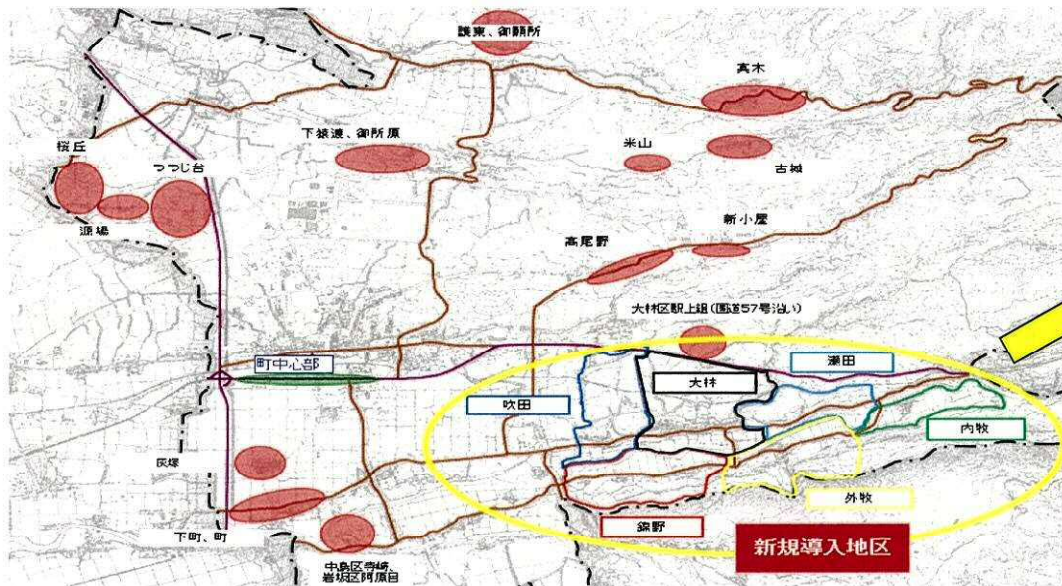 護東、御願所
真木
下猿渡、御所原
米山
古城
桜丘
つつじ台
源場
新小屋
高尾野
大林区駅上組(国道57号沿い)
町中心部
瀬田
大林
吹田
内牧
灰塚
外牧
錦野
下町、町
中島区寺崎、
岩坂区阿原目
新規導入地区